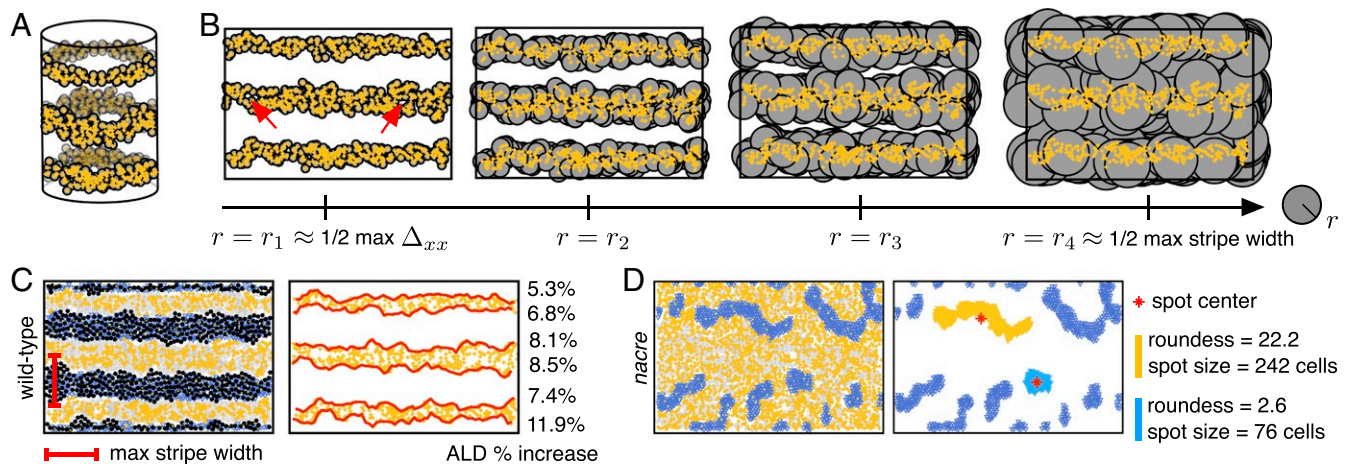 A
B
r = r₁ ≈ 1/2 max Δₓₓ
r = r₂
r = r₃
r = r₄ ≈ 1/2 max stripe width
r
C
wild-type
5.3%
6.8%
8.1%
8.5%
7.4%
11.9%
max stripe width
ALD % increase
D
nacre
spot center
roundess = 22.2
spot size = 242 cells
roundess = 2.6
spot size = 76 cells